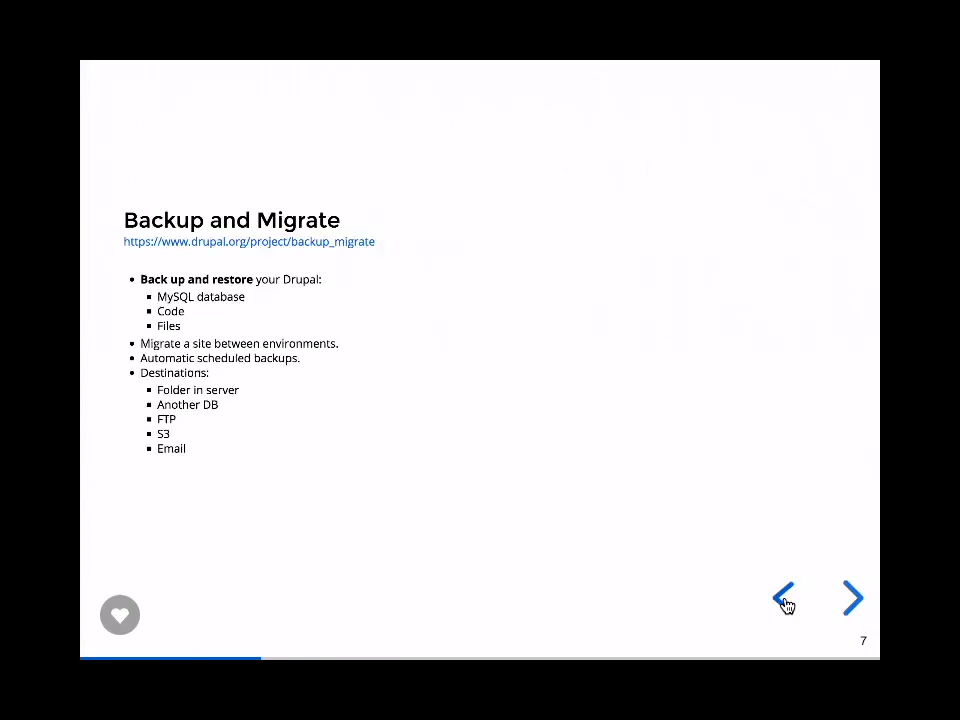 Backup and Migrate
https://www.drupal.org/project/backup_migrate
Back up and restore your Drupal:
MySQL database
Code
Files
Migrate a site between environments.
Automatic scheduled backups.
Destinations:
Folder in server
Another DB
FTP
S3
Email
7